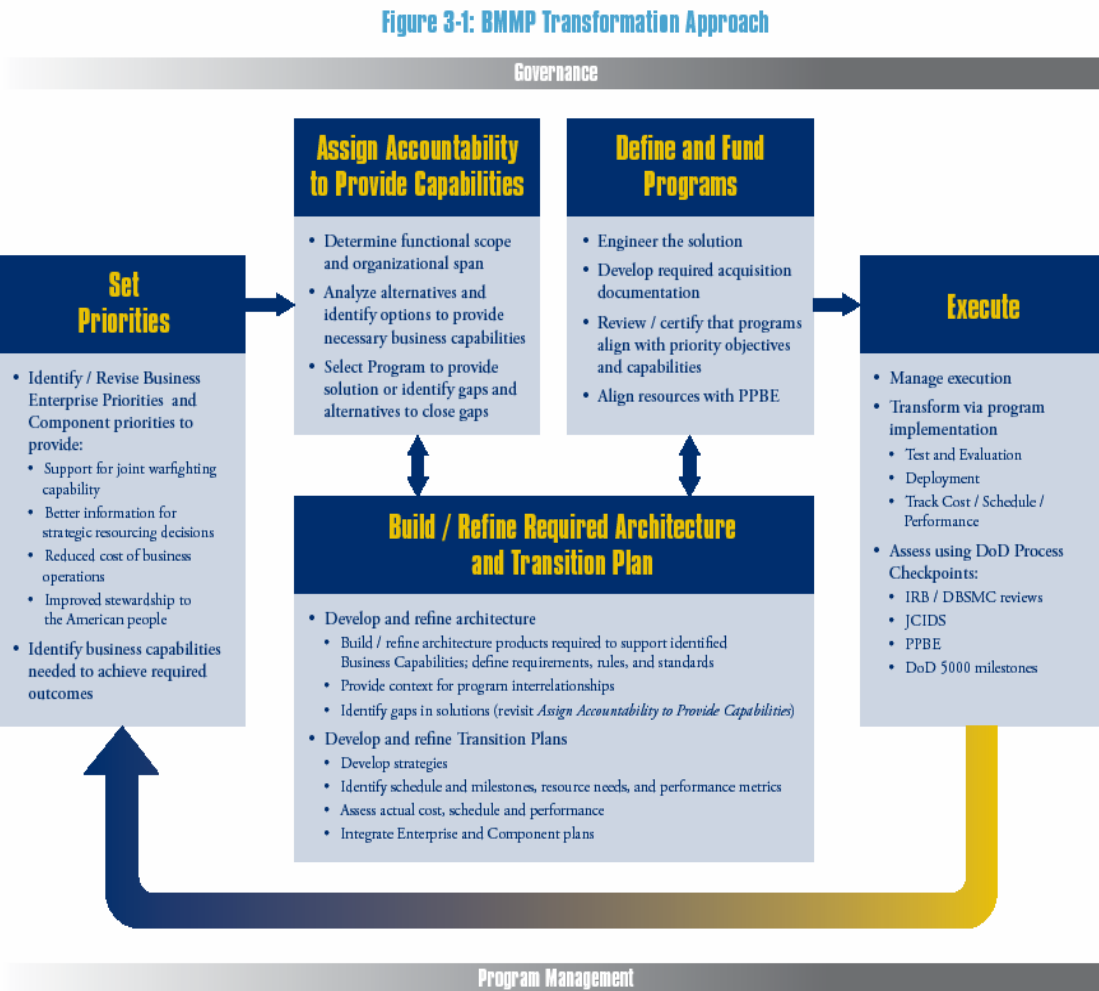 Figure 3-1: BMMP Transformation Approach
Governance
Set
Priorities
• Identify / Revise Business
Enterprise Priorities and
Component priorities to
provide:
• Support for joint warfighting
capability
• Better information for
strategic resourcing decisions
• Reduced cost of business
operations
• Improved stewardship to
the American people
• Identify business capabilities
needed to achieve required
outcomes
Assign Accountability
to Provide Capabilities
• Determine functional scope
and organizational span
• Analyze alternatives and
identify options to provide
necessary business capabilities
• Select Program to provide
solution or identify gaps and
alternatives to close gaps
Define and Fund
Programs
• Engineer the solution
• Develop required acquisition
documentation
• Review / certify that programs
align with priority objectives
and capabilities
• Align resources with PPBE
Build / Refine Required Architecture
and Transition Plan
• Develop and refine architecture
• Build / refine architecture products required to support identified
Business Capabilities; define requirements, rules, and standards
• Provide context for program interrelationships
• Identify gaps in solutions (revisit Assign Accountability to Provide Capabilities)
• Develop and refine Transition Plans
• Develop strategies
• Identify schedule and milestones, resource needs, and performance metrics
• Assess actual cost, schedule and performance
• Integrate Enterprise and Component plans
Execute
• Manage execution
• Transform via program
implementation
• Test and Evaluation
• Deployment
• Track Cost / Schedule /
Performance
• Assess using DoD Process
Checkpoints:
• IRB / DBSMC reviews
• JCIDS
• PPBE
• DoD 5000 milestones
Program Management